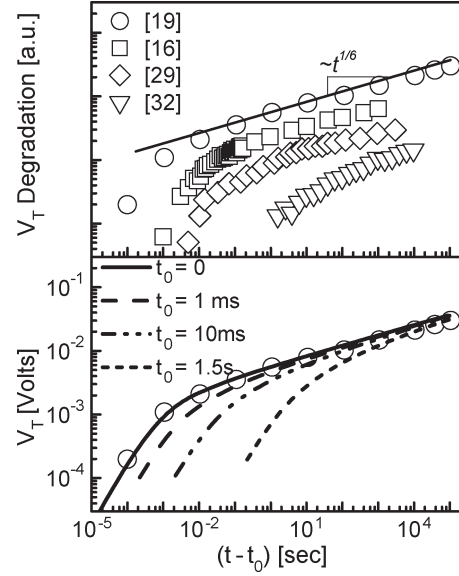 V_T Degradation [a.u.]
[19]
[16]
[29]
[32]
~t^{1/6}
V_T [Volts]
10^{-1}
10^{-2}
10^{-3}
10^{-4}
t_0 = 0
t_0 = 1 ms
t_0 = 10ms
t_0 = 1.5s
10^{-5} 10^{-2} 10^1 10^4
(t - t_0) [sec]